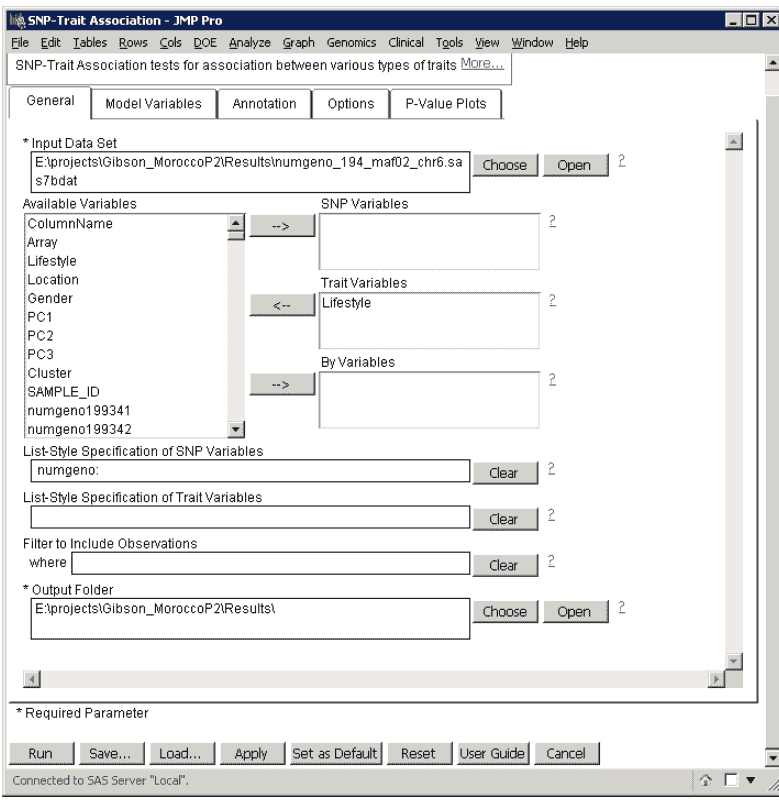 SNP-Trait Association - JMP Pro
File Edit Tables Rows Cols DOE Analyze Graph Genomics Clinical Tools View Window Help
SNP-Trait Association tests for association between various types of traits More...
General Model Variables Annotation Options P-Value Plots
* Input Data Set
E:\projects\Gibson_MoroccoP2\Results\numgeno_194_maf02_chr6.sa
s7bdat
Choose Open ?
Available Variables
ColumnName
Array
Lifestyle
Location
Gender
PC1
PC2
PC3
Cluster
SAMPLE_ID
numgeno199341
numgeno199342
SNP Variables
--> ?
Trait Variables
<-- Lifestyle ?
By Variables
--> ?
List-Style Specification of SNP Variables
numgeno: Clear ?
List-Style Specification of Trait Variables
Clear ?
Filter to Include Observations
where Clear ?
* Output Folder
E:\projects\Gibson_MoroccoP2\Results\ Choose Open ?
* Required Parameter
Run Save... Load... Apply Set as Default Reset User Guide Cancel
Connected to SAS Server "Local".